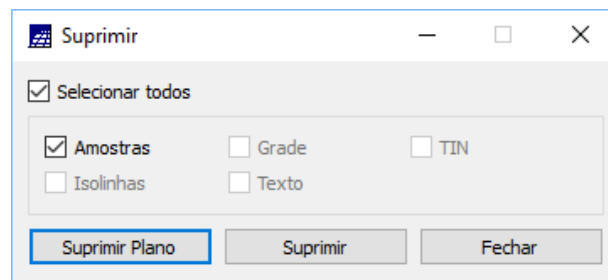 Suprimir
Selecionar todos
Amostras Grade TIN
Isolinhas Texto
Suprimir Plano Suprimir Fechar